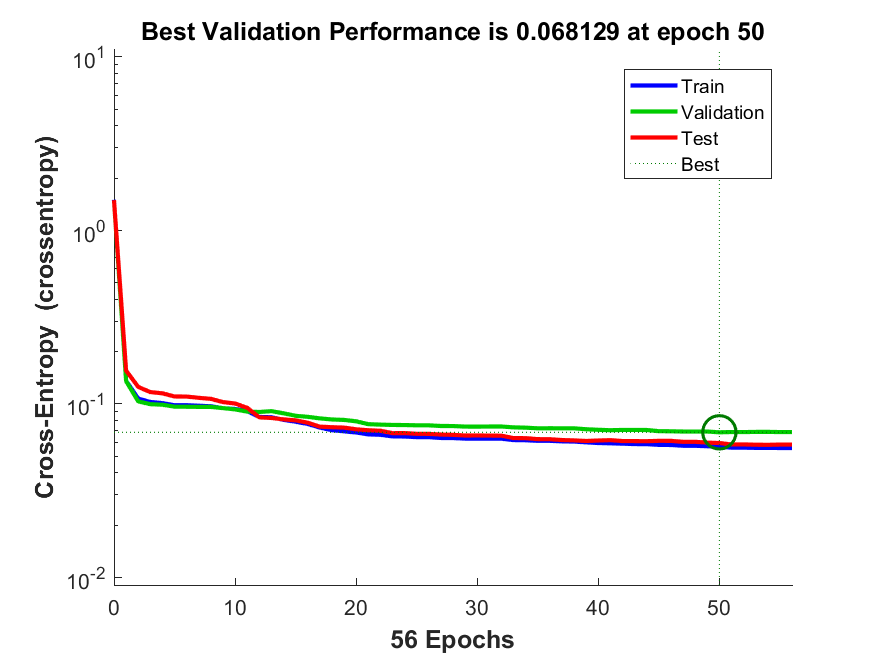 Best Validation Performance is 0.068129 at epoch 50
10^1
10^0
10^-1
10^-2
Cross-Entropy (crossentropy)
Train
Validation
Test
Best
0 10 20 30 40 50
56 Epochs